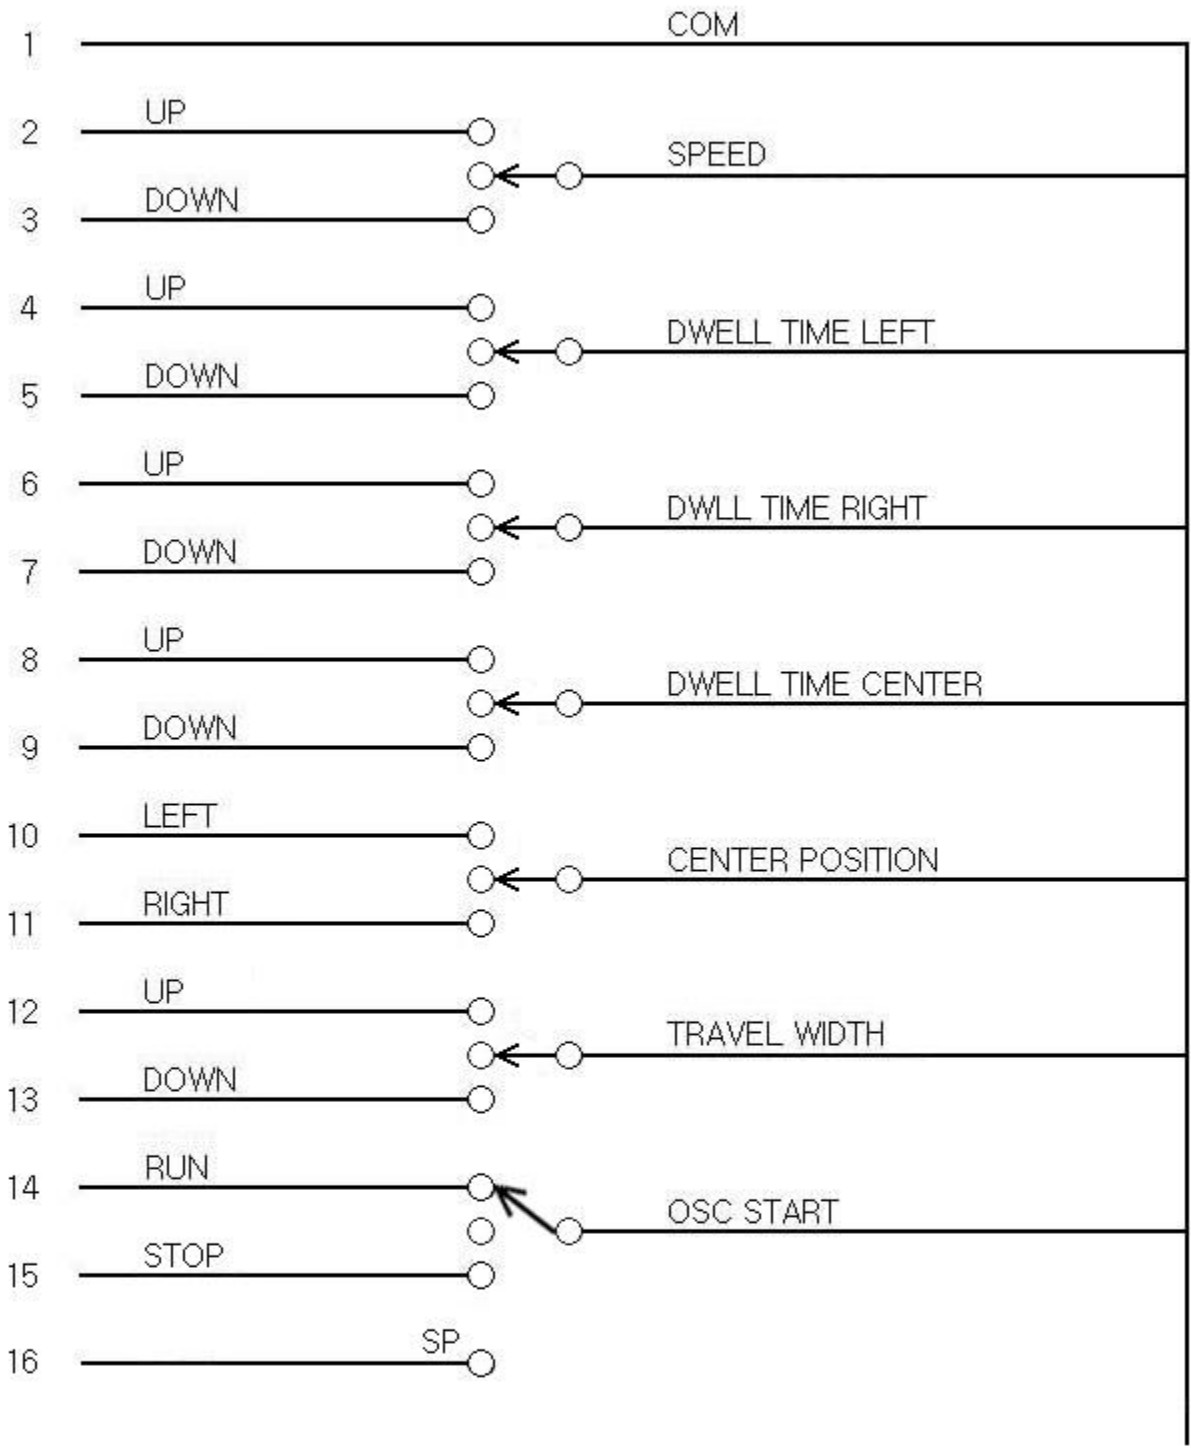 COM
1
UP
2
SPEED
DOWN
3
UP
4
DWELL TIME LEFT
DOWN
5
UP
6
DWLL TIME RIGHT
DOWN
7
UP
8
DWELL TIME CENTER
DOWN
9
LEFT
10
CENTER POSITION
RIGHT
11
UP
12
TRAVEL WIDTH
DOWN
13
RUN
14
OSC START
STOP
15
SP
16